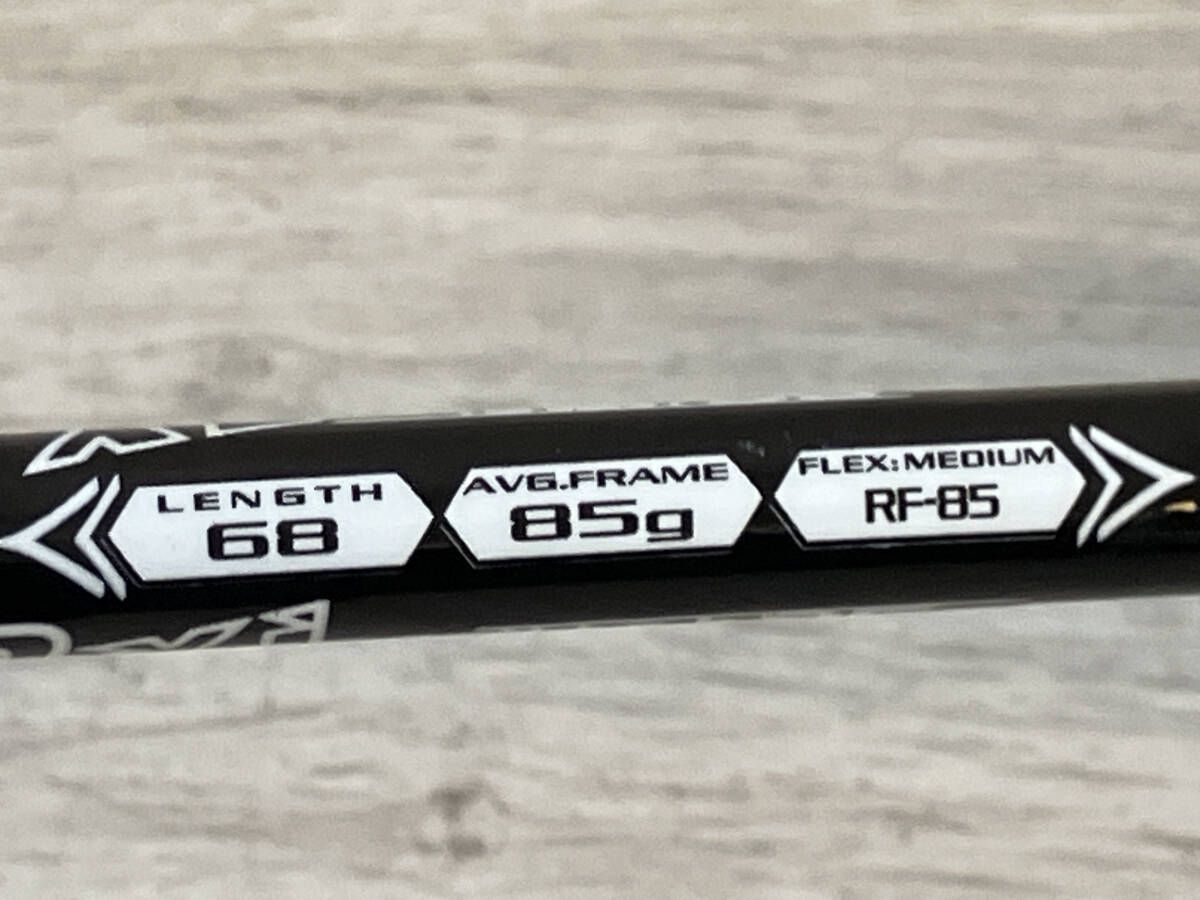 LENGTH
68
AVG.FRAME
85g
FLEX:MEDIUM
RF-85